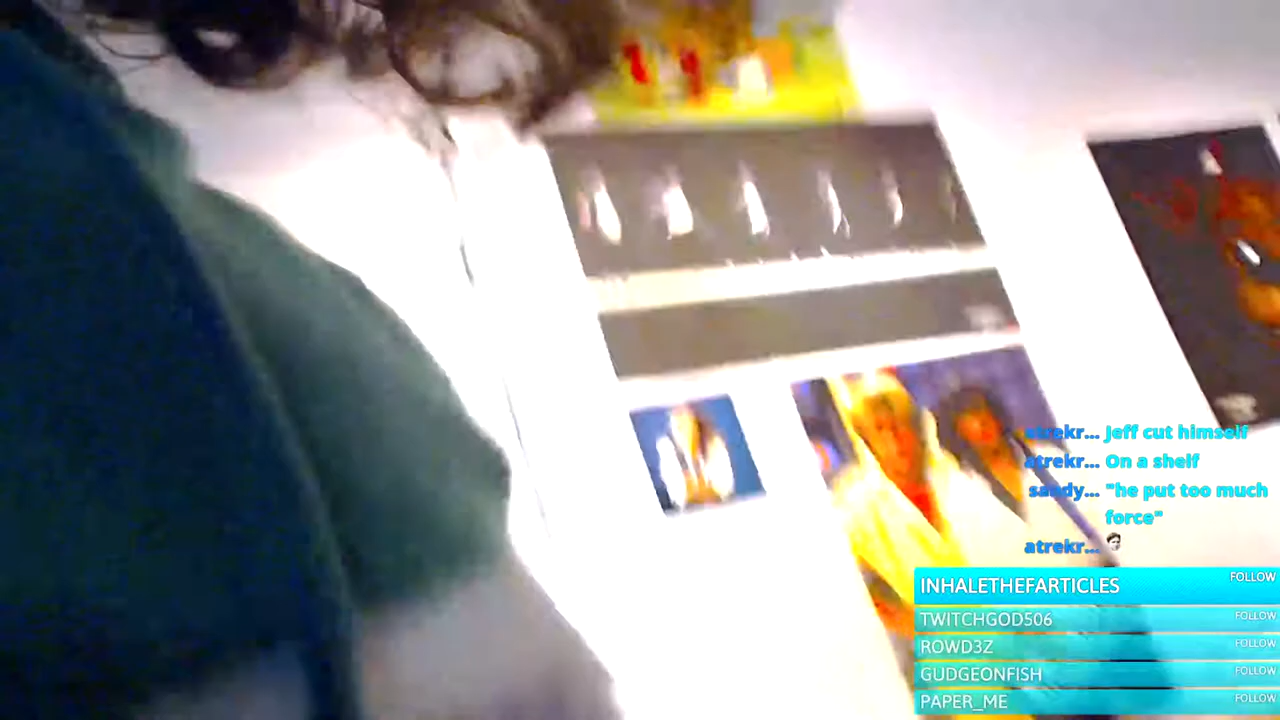 atrekr... Jeff cut himself
atrekr... On a shelf
sandy... "he put too much
force"
atrekr...
INHALETHEFARTICLES FOLLOW
TWITCHGOD506 FOLLOW
ROWD3Z FOLLOW
GUDGEONFISH FOLLOW
PAPER_ME FOLLOW